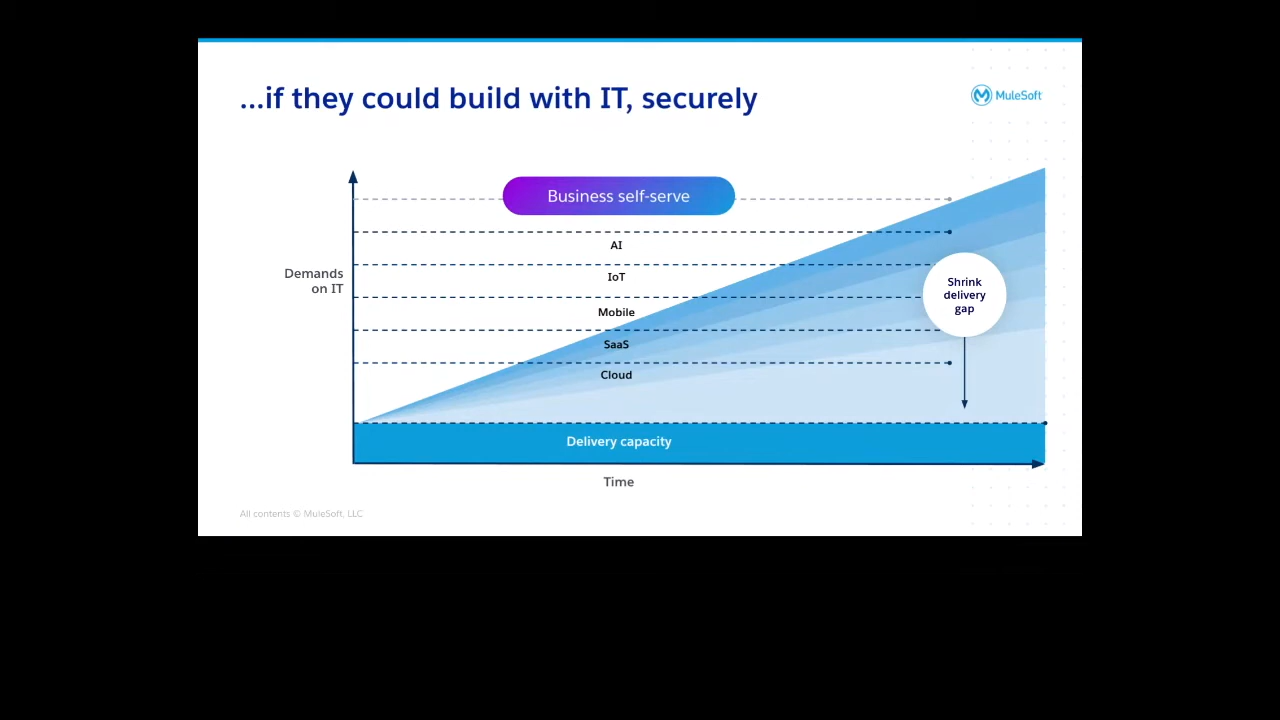 ...if they could build with IT, securely
MuleSoft
Business self-serve
AI
IoT
Demands
on IT
Shrink
delivery
gap
Mobile
SaaS
Cloud
Delivery capacity
Time
All contents © MuleSoft, LLC